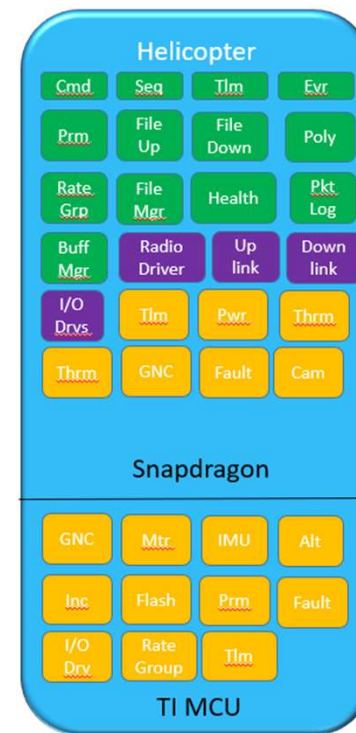 Helicopter
Cmd Seq Tlm Evr
Prm File Up File Down Poly
Rate Grp File Mgr Health Pkt Log
Buff Mgr Radio Driver Up link Down link
I/O Drvs Tlm Pwr Thrm
Thrm GNC Fault Cam
Snapdragon
GNC Mtr IMU Alt
Inc Flash Prm Fault
I/O Drv Rate Group Tlm
TI MCU